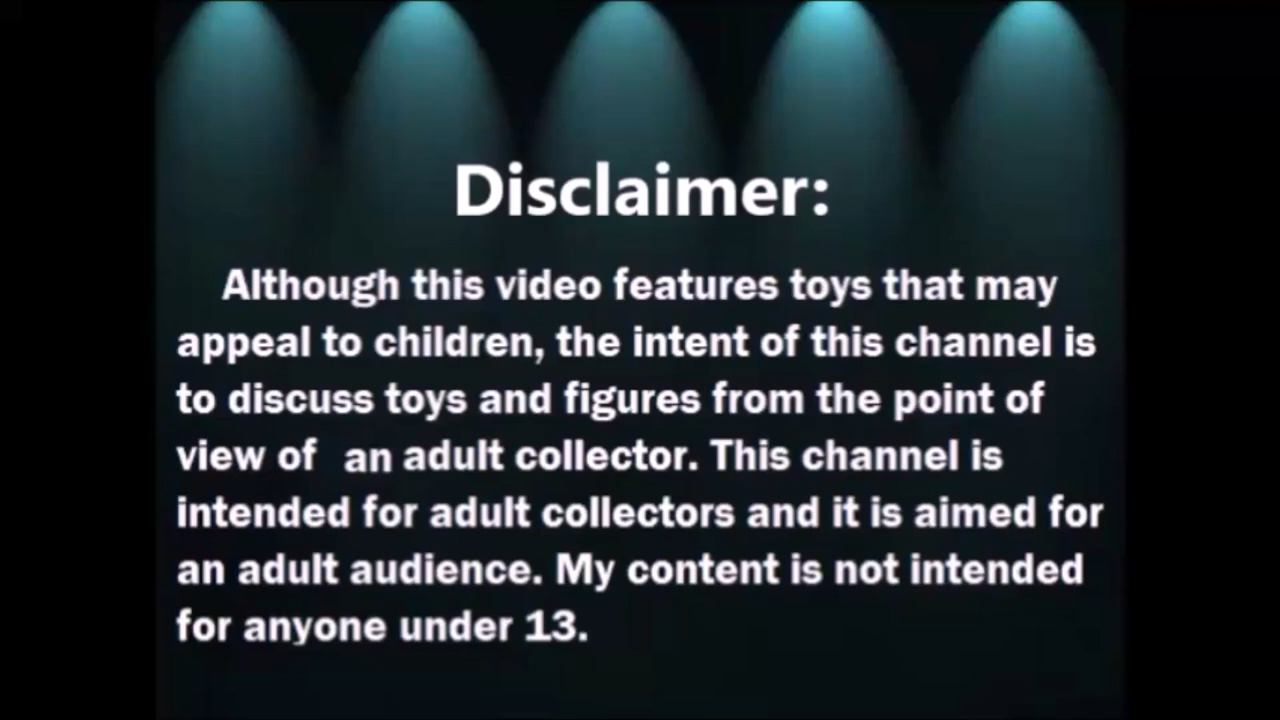 Disclaimer:
Although this video features toys that may
appeal to children, the intent of this channel is
to discuss toys and figures from the point of
view of an adult collector. This channel is
intended for adult collectors and it is aimed for
an adult audience. My content is not intended
for anyone under 13.